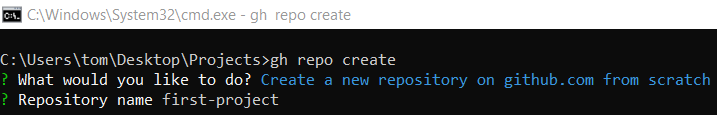 C:\Windows\System32\cmd.exe - gh  repo create
C:\Users\tom\Desktop\Projects>gh repo create
? What would you like to do? Create a new repository on github.com from scratch
? Repository name first-project